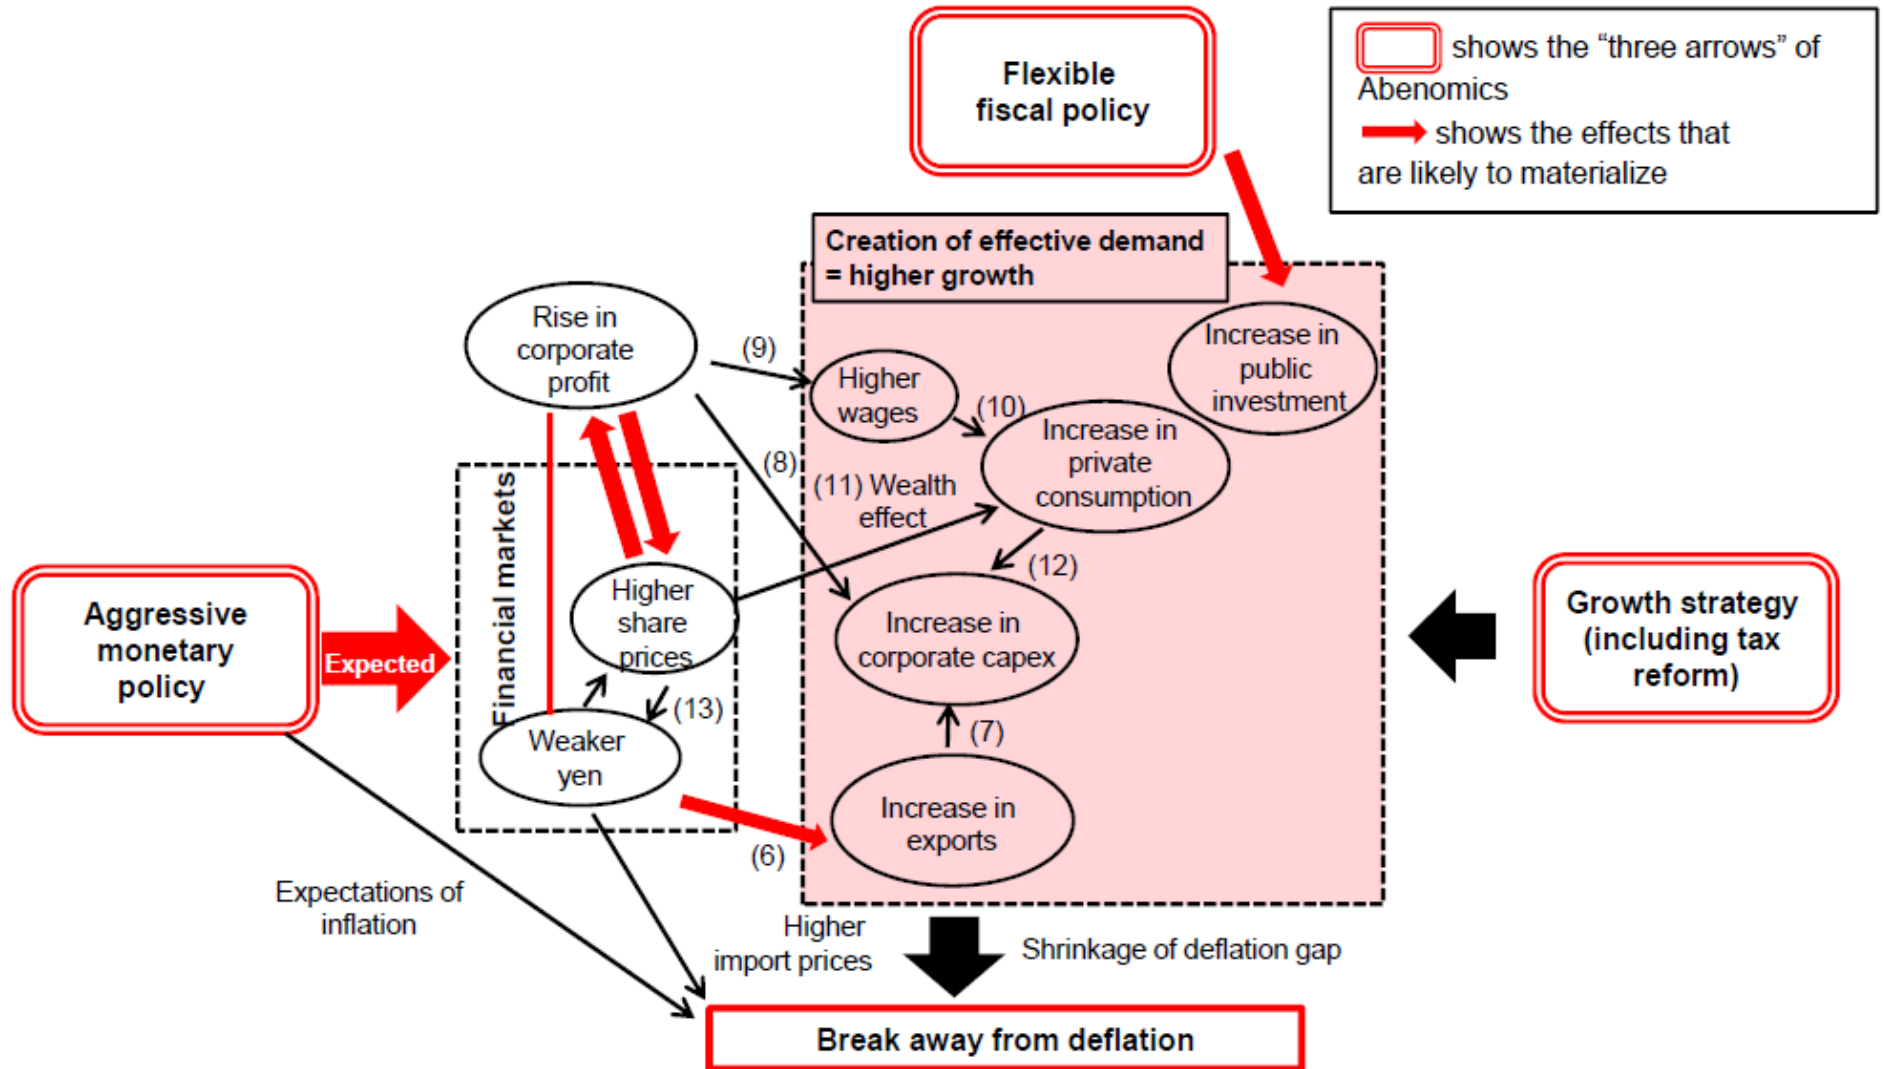 Flexible
fiscal policy
shows the “three arrows” of
Abenomics
shows the effects that
are likely to materialize
Creation of effective demand
= higher growth
Rise in
corporate
profit
(9)
Higher
wages
(10)
Increase in
public
investment
Increase in
private
consumption
(8)
(11) Wealth
effect
(12)
Financial markets
Higher
share
prices
Increase in
corporate capex
Aggressive
monetary
policy
Expected
Growth strategy
(including tax
reform)
(13)
(7)
Weaker
yen
Increase in
exports
(6)
Expectations of
inflation
Higher
import prices
Shrinkage of deflation gap
Break away from deflation